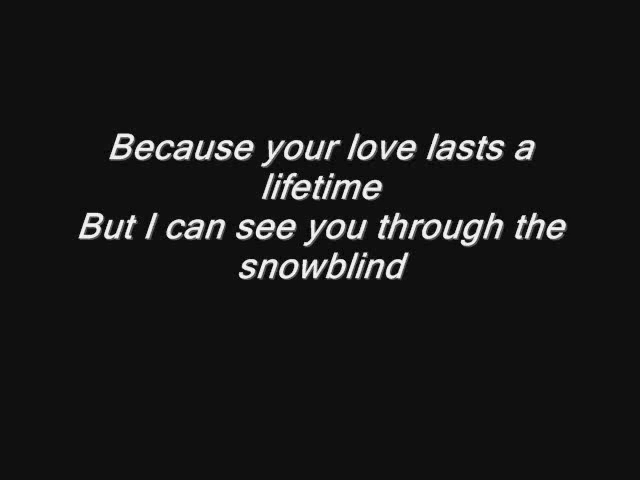 Because your love lasts a
lifetime
But I can see you through the
snowblind